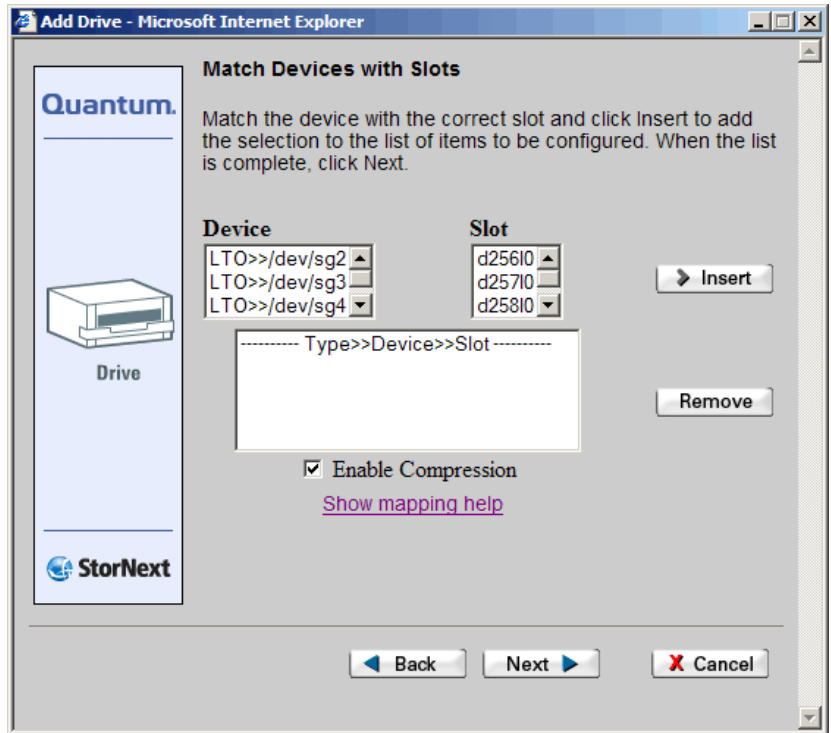 Add Drive - Microsoft Internet Explorer
Quantum.
Match Devices with Slots
Match the device with the correct slot and click Insert to add
the selection to the list of items to be configured. When the list
is complete, click Next.
Device Slot
LTO>>/dev/sg2 d256l0
LTO>>/dev/sg3 d257l0
LTO>>/dev/sg4 d258l0
Insert
---------- Type>>Device>>Slot ----------
Drive
Remove
Enable Compression
Show mapping help
StorNext
Back Next X Cancel